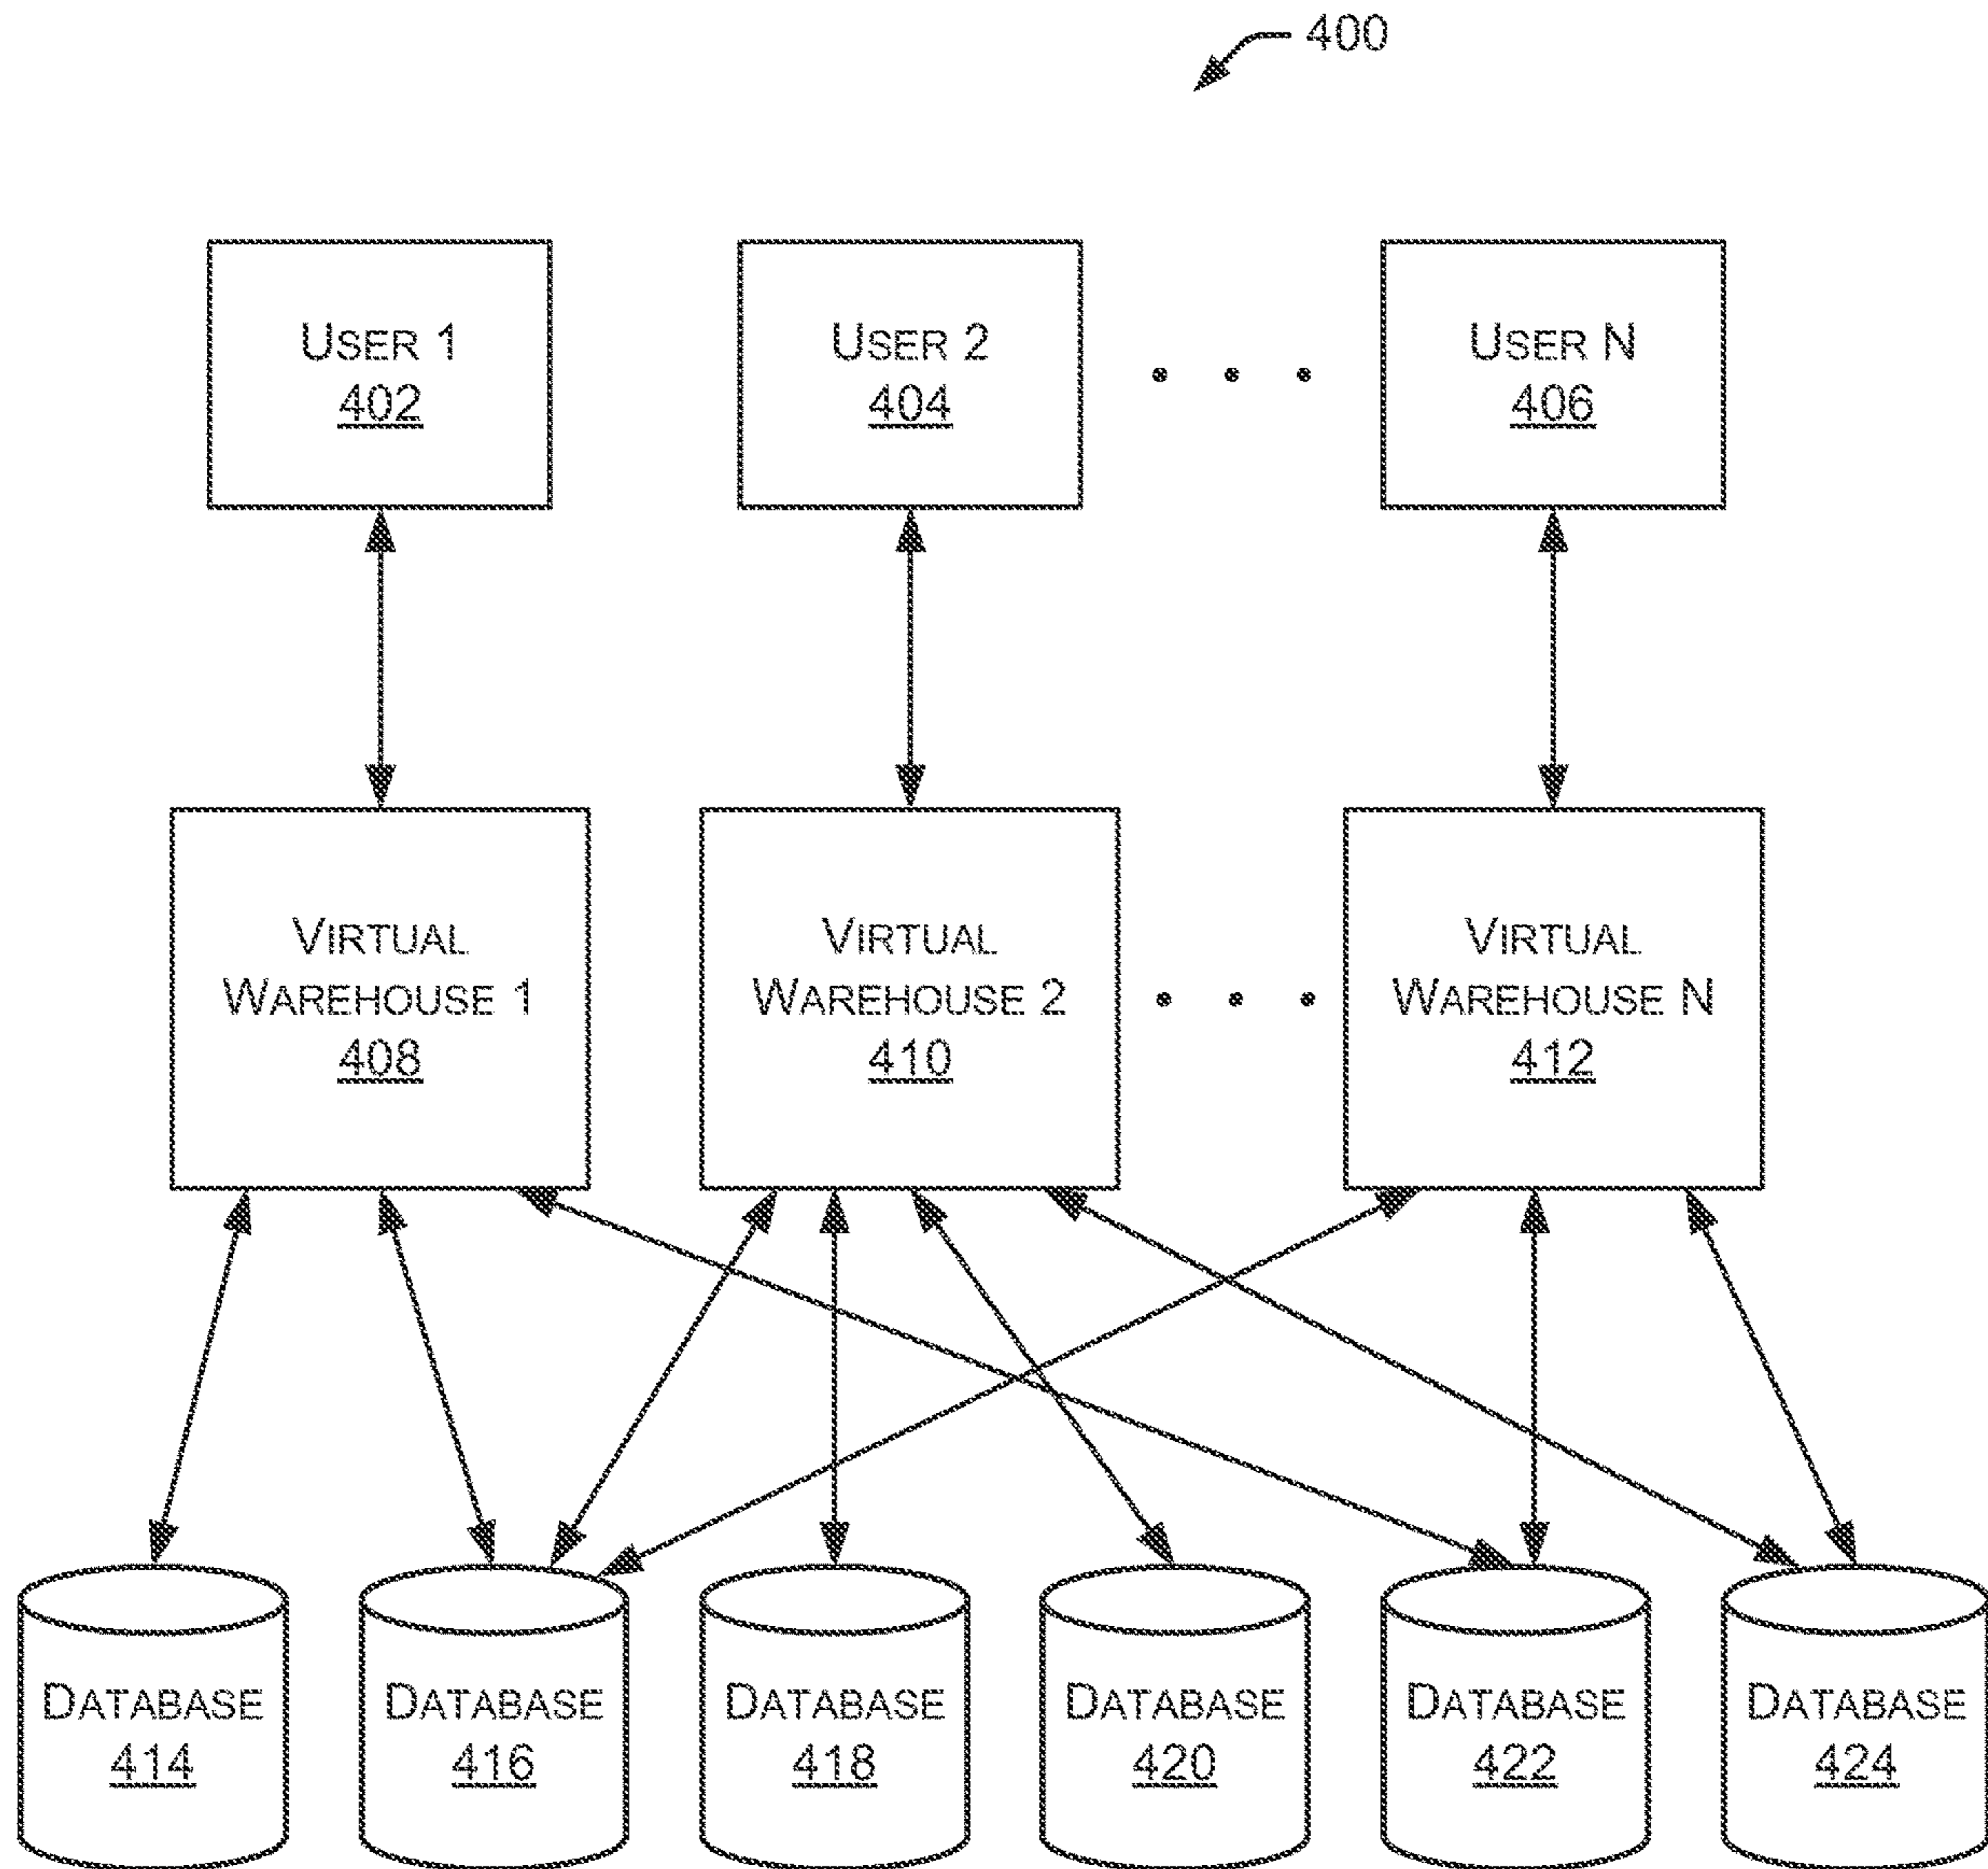 400
USER 1
402
USER 2
404
USER N
406
VIRTUAL
WAREHOUSE 1
408
VIRTUAL
WAREHOUSE 2
410
VIRTUAL
WAREHOUSE N
412
DATABASE
414
DATABASE
416
DATABASE
418
DATABASE
420
DATABASE
422
DATABASE
424